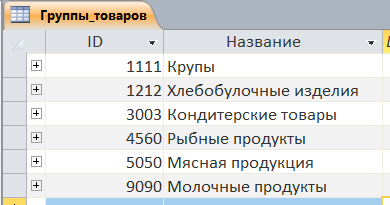 Группы_товаров
ID Название
1111 Крупы
1212 Хлебобулочные изделия
3003 Кондитерские товары
4560 Рыбные продукты
5050 Мясная продукция
9090 Молочные продукты